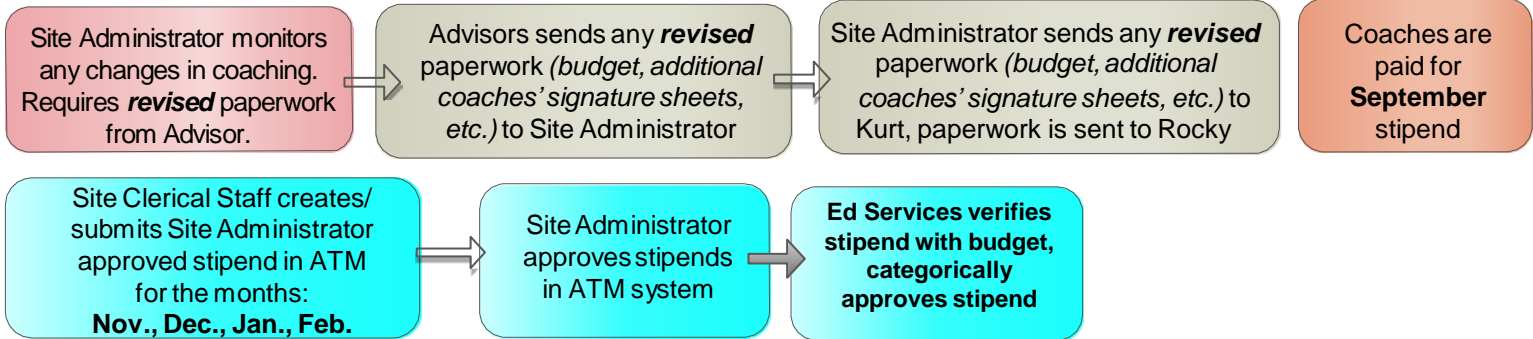 Site Administrator monitors
any changes in coaching.
Requires revised paperwork
from Advisor.
Advisors sends any revised
paperwork (budget, additional
coaches' signature sheets,
etc.) to Site Administrator
Site Administrator sends any revised
paperwork (budget, additional
coaches' signature sheets, etc.) to
Kurt, paperwork is sent to Rocky
Coaches are
paid for
September
stipend
Site Clerical Staff creates/
submits Site Administrator
approved stipend in ATM
for the months:
Nov., Dec., Jan., Feb.
Site Administrator
approves stipends
in ATM system
Ed Services verifies
stipend with budget,
categorically
approves stipend